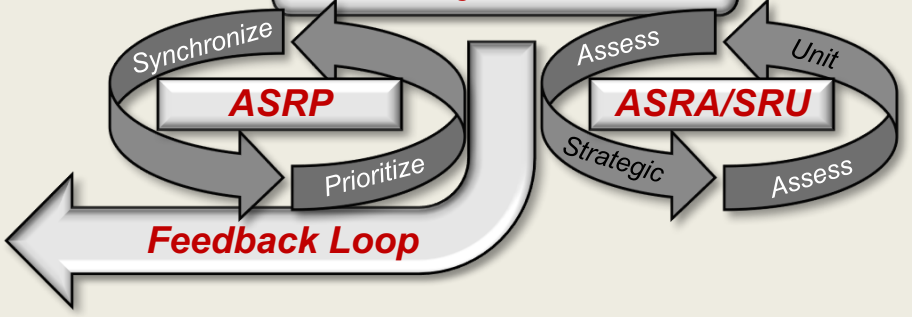 Synchronize
Assess
Unit
ASRP
ASRA/SRU
Prioritize
Strategic
Assess
Feedback Loop